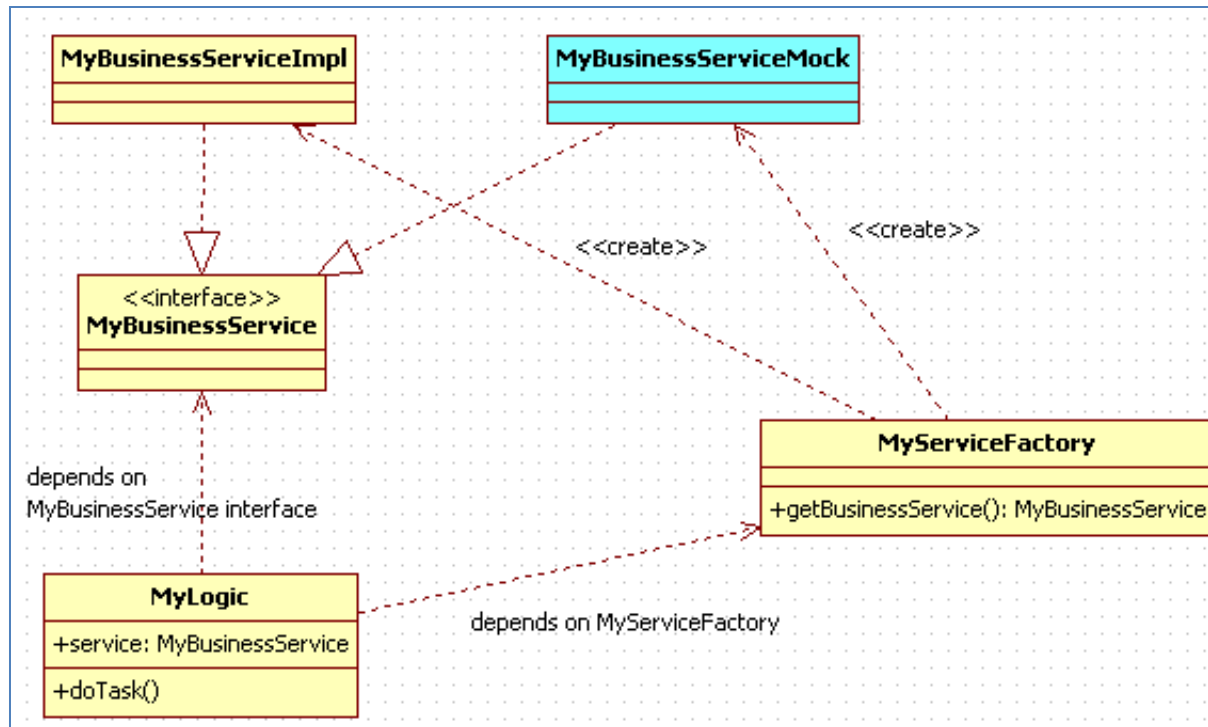 MyBusinessServiceImpl
MyBusinessServiceMock
<<create>>
<<create>>
<<interface>>
MyBusinessService
MyServiceFactory
+getBusinessService(): MyBusinessService
depends on
MyBusinessService interface
MyLogic
+service: MyBusinessService
+doTask()
depends on MyServiceFactory